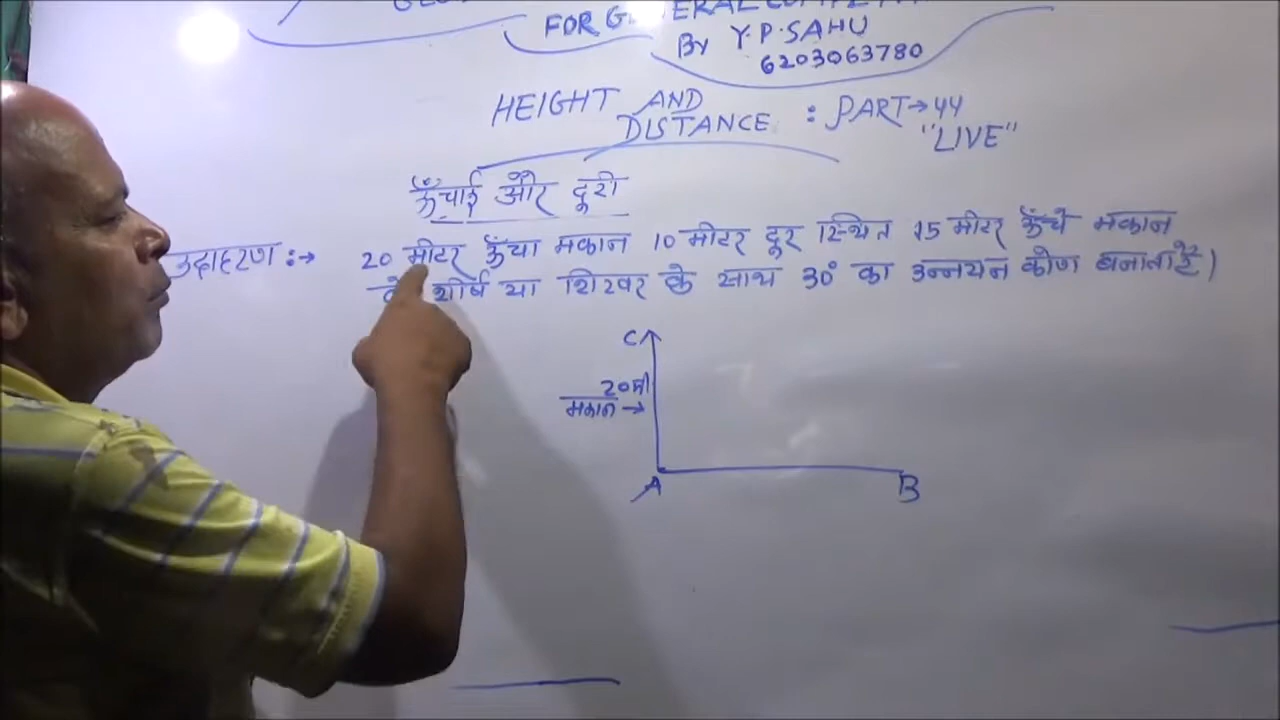 FOR GENERAL
By Y.P.SAHU
6203063780
HEIGHT AND
DISTANCE : PART→44
"LIVE"
ऊँचाई और दूरी
उदाहरण :→ 20 मीटर ऊँचा मकान 10 मीटर दूर स्थित 15 मीटर ऊँचे मकान
के शीर्ष या शिखर के साथ 30° का उन्नयन कोण बनाता है।
C
20मी
मकान →
A B